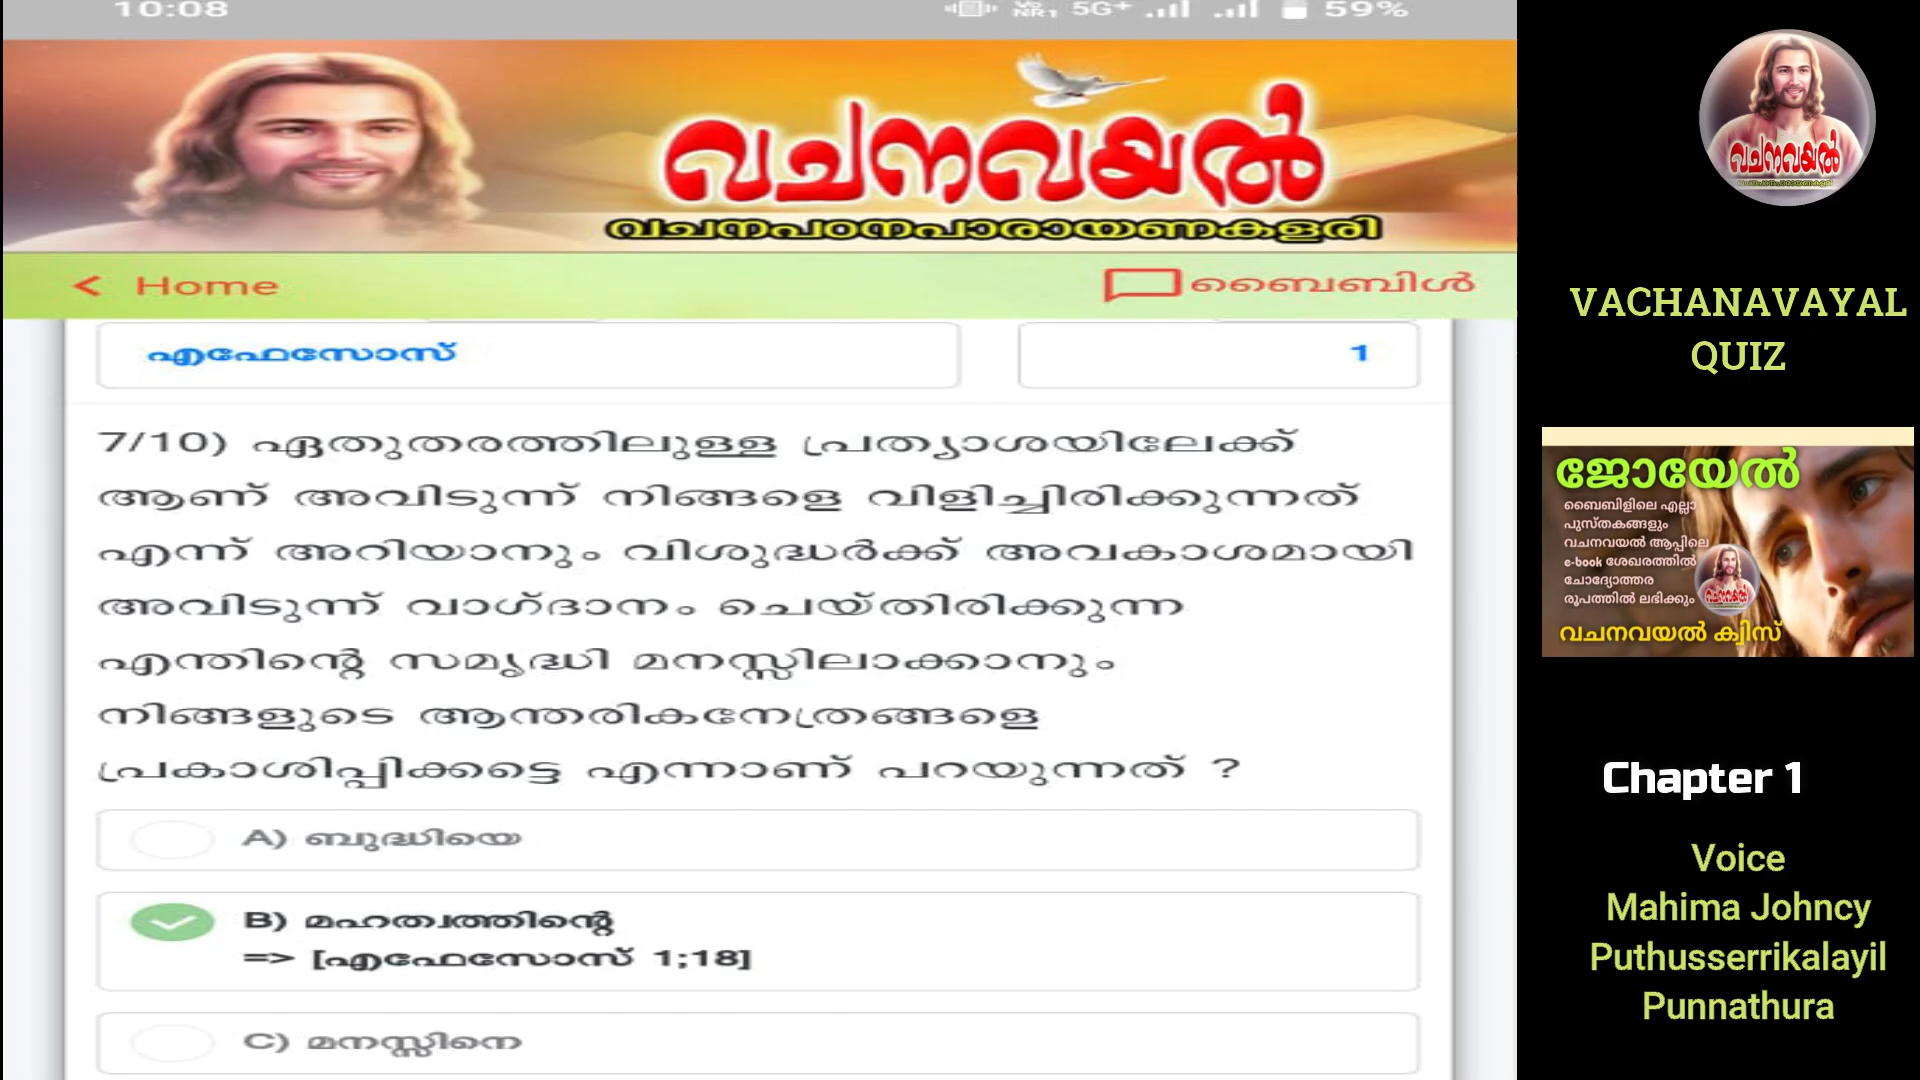 10:08
5G+
59%
വചനവയൽ
വചനപഠനപാരായണകളരി
< Home
ബൈബിൾ
എഫേസോസ്
1
7/10) ഏതുതരത്തിലുള്ള പ്രത്യാശയിലേക്ക്
ആണ് അവിടുന്ന് നിങ്ങളെ വിളിച്ചിരിക്കുന്നത്
എന്ന് അറിയാനും വിശുദ്ധർക്ക് അവകാശമായി
അവിടുന്ന് വാഗ്ദാനം ചെയ്തിരിക്കുന്ന
എന്തിന്റെ സമൃദ്ധി മനസ്സിലാക്കാനും
നിങ്ങളുടെ ആന്തരികനേത്രങ്ങളെ
പ്രകാശിപ്പിക്കട്ടെ എന്നാണ് പറയുന്നത് ?
A) ബുദ്ധിയെ
B) മഹത്വത്തിന്റെ
=> [എഫേസോസ് 1;18]
C) മനസ്സിനെ
വചനവയൽ
VACHANAVAYAL
QUIZ
ജോയേൽ
ബൈബിളിലെ എല്ലാ
പുസ്തകങ്ങളും
വചനവയൽ ആപ്പിലെ
e-book ശേഖരത്തിൽ
ചോദ്യോത്തര
രൂപത്തിൽ ലഭിക്കും
വചനവയൽ
വചനവയൽ ക്വിസ്
Chapter 1
Voice
Mahima Johncy
Puthusserrikalayil
Punnathura